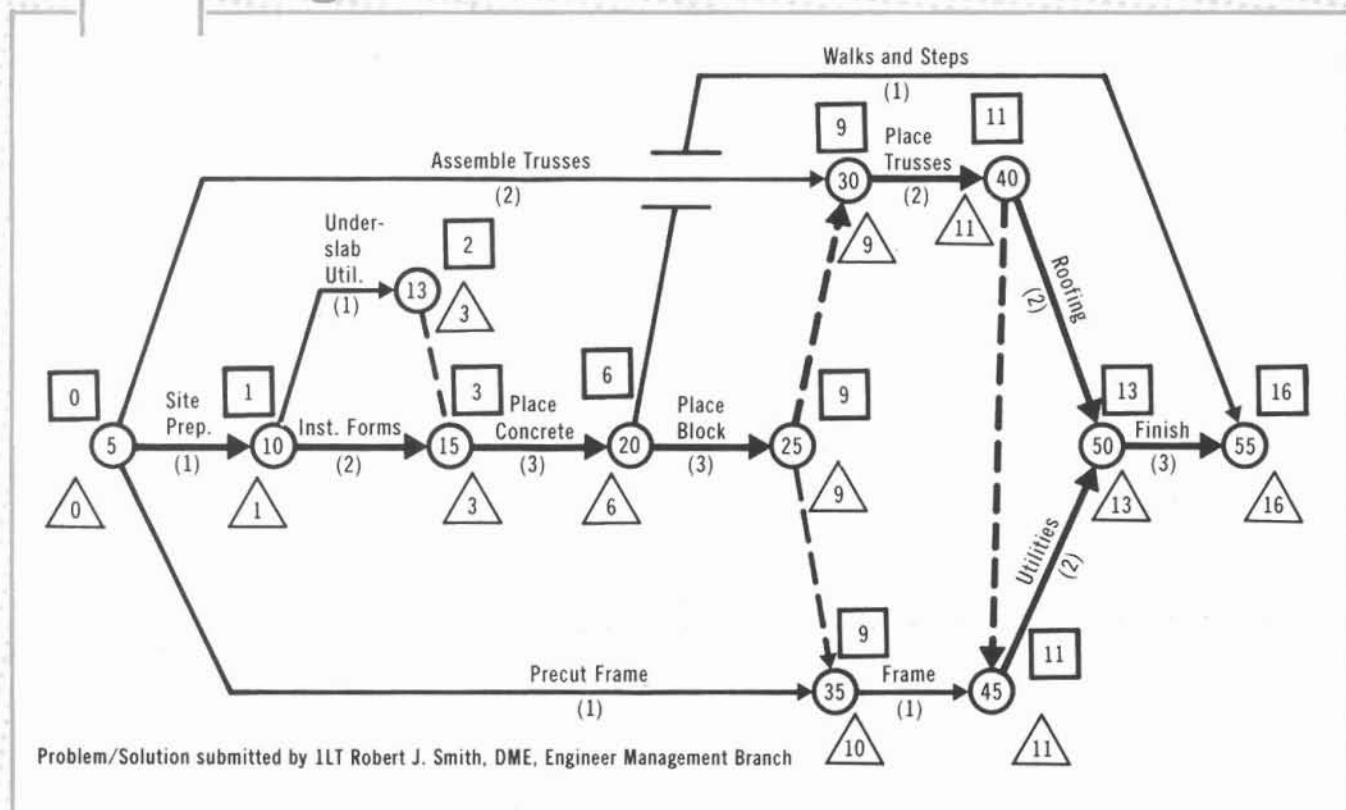 Walks and Steps
(1)
9
Place
Trusses
(2)
11
Assemble Trusses
(2)
30
40
9
11
Under-
slab
Util.
(1)
2
13
3
Roofing
(2)
0
Site
Prep.
(1)
1
Inst. Forms
(2)
3
Place
Concrete
(3)
6
Place
Block
(3)
9
13
Finish
(3)
16
5
10
15
20
25
50
55
0
1
3
6
9
13
16
Utilities
(2)
9
Frame
(1)
11
Precut Frame
(1)
35
45
10
11
Problem/Solution submitted by 1LT Robert J. Smith, DME, Engineer Management Branch